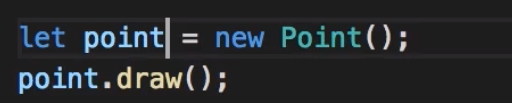 let point = new Point();
point.draw();